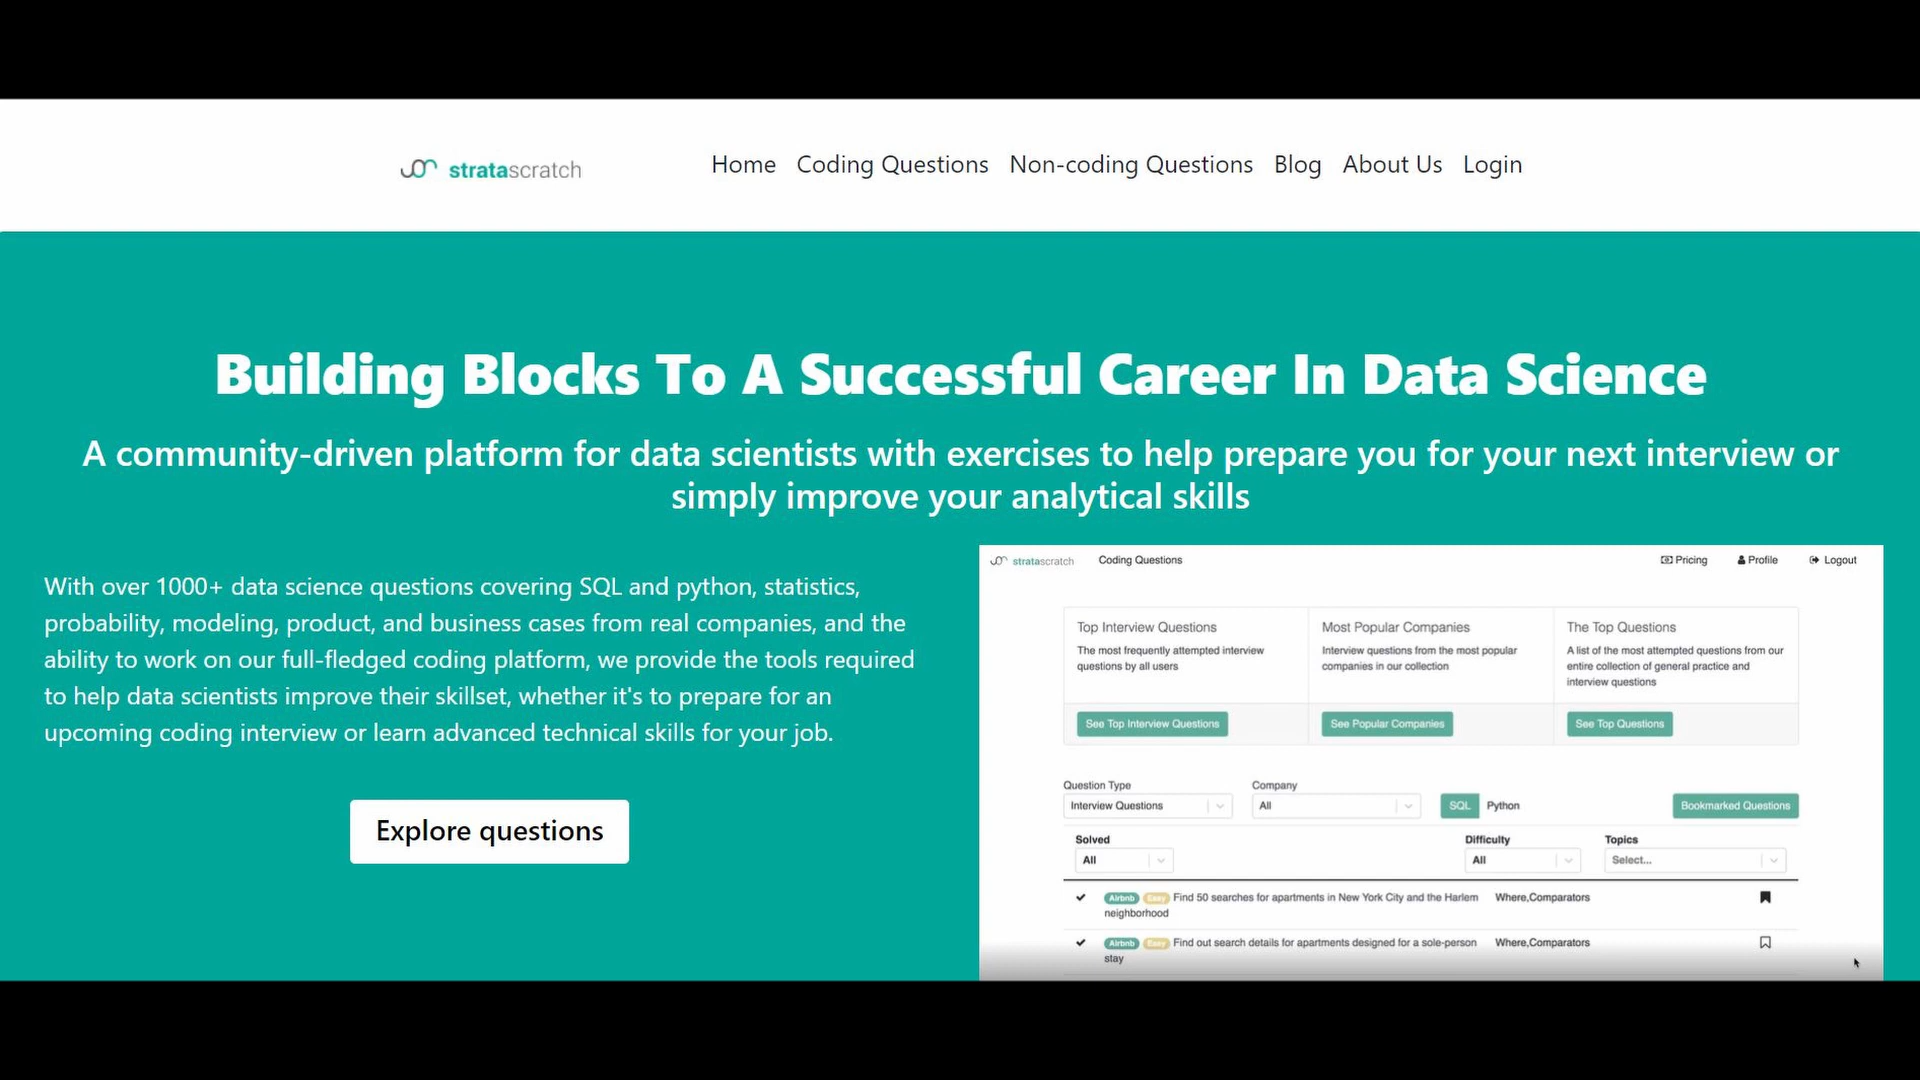 stratascratch
Home Coding Questions Non-coding Questions Blog About Us Login
Building Blocks To A Successful Career In Data Science
A community-driven platform for data scientists with exercises to help prepare you for your next interview or
simply improve your analytical skills
With over 1000+ data science questions covering SQL and python, statistics,
probability, modeling, product, and business cases from real companies, and the
ability to work on our full-fledged coding platform, we provide the tools required
to help data scientists improve their skillset, whether it's to prepare for an
upcoming coding interview or learn advanced technical skills for your job.
Explore questions
stratascratch Coding Questions Pricing Profile Logout
Top Interview Questions
The most frequently attempted interview
questions by all users
See Top Interview Questions
Most Popular Companies
Interview questions from the most popular
companies in our collection
See Popular Companies
The Top Questions
A list of the most attempted questions from our
entire collection of general practice and
interview questions
See Top Questions
Question Type Company
Interview Questions All SQL Python Bookmarked Questions
Solved Difficulty Topics
All All Select...
Airbnb Easy Find 50 searches for apartments in New York City and the Harlem Where,Comparators
neighborhood
Airbnb Easy Find out search details for apartments designed for a sole-person Where,Comparators
stay